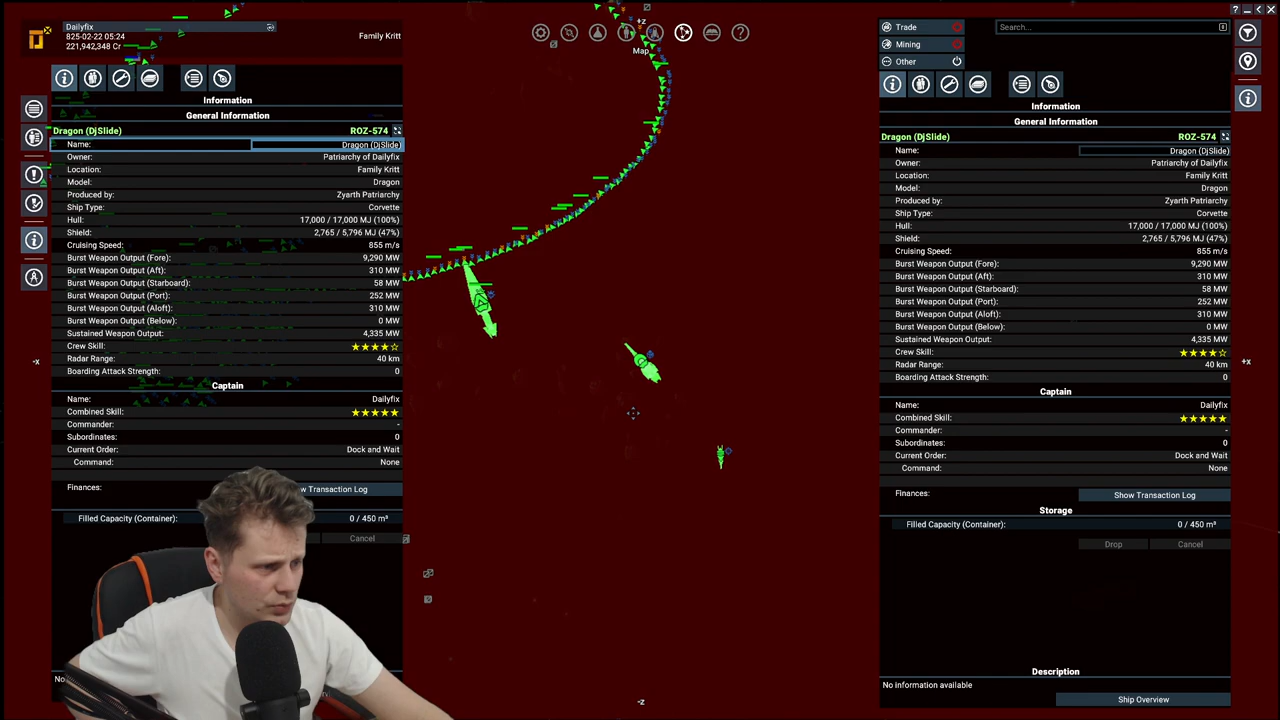 Dailyfix
825-02-22 05:24
221,942,348 Cr
Family Kritt
Information
General Information
Dragon (DjSlide) ROZ-574
Name: Dragon (DjSlide)
Owner: Patriarchy of Dailyfix
Location: Family Kritt
Model: Dragon
Produced by: Zyarth Patriarchy
Ship Type: Corvette
Hull: 17,000 / 17,000 MJ (100%)
Shield: 2,765 / 5,796 MJ (47%)
Cruising Speed: 855 m/s
Burst Weapon Output (Fore): 9,290 MW
Burst Weapon Output (Aft): 310 MW
Burst Weapon Output (Starboard): 58 MW
Burst Weapon Output (Port): 252 MW
Burst Weapon Output (Aloft): 310 MW
Burst Weapon Output (Below): 0 MW
Sustained Weapon Output: 4,335 MW
Crew Skill: ★★★★☆
Radar Range: 40 km
Boarding Attack Strength: 0
Captain
Name: Dailyfix
Combined Skill: ★★★★★
Commander: -
Subordinates: 0
Current Order: Dock and Wait
Command: None
Finances: w Transaction Log
Filled Capacity (Container): 0 / 450 m³
Cancel
No
+z
Map
-x
+x
-z
?
?
Trade
Mining
Other
Search...
Information
General Information
Dragon (DjSlide) ROZ-574
Name: Dragon (DjSlide)
Owner: Patriarchy of Dailyfix
Location: Family Kritt
Model: Dragon
Produced by: Zyarth Patriarchy
Ship Type: Corvette
Hull: 17,000 / 17,000 MJ (100%)
Shield: 2,765 / 5,796 MJ (47%)
Cruising Speed: 855 m/s
Burst Weapon Output (Fore): 9,290 MW
Burst Weapon Output (Aft): 310 MW
Burst Weapon Output (Starboard): 58 MW
Burst Weapon Output (Port): 252 MW
Burst Weapon Output (Aloft): 310 MW
Burst Weapon Output (Below): 0 MW
Sustained Weapon Output: 4,335 MW
Crew Skill: ★★★★☆
Radar Range: 40 km
Boarding Attack Strength: 0
Captain
Name: Dailyfix
Combined Skill: ★★★★★
Commander: -
Subordinates: 0
Current Order: Dock and Wait
Command: None
Finances: Show Transaction Log
Storage
Filled Capacity (Container): 0 / 450 m³
Drop Cancel
Description
No information available
Ship Overview